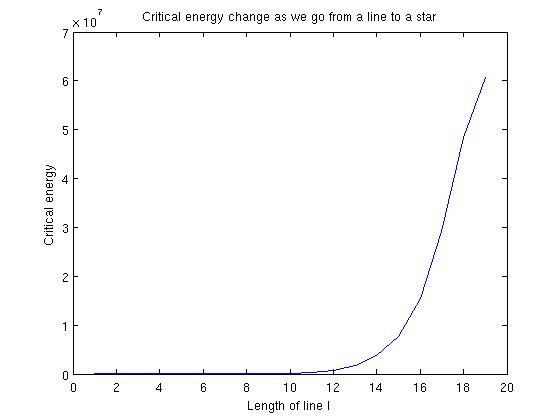 Critical energy change as we go from a line to a star
× 10^7
7
6
5
4
3
2
1
0
Critical energy
0 2 4 6 8 10 12 14 16 18 20
Length of line l